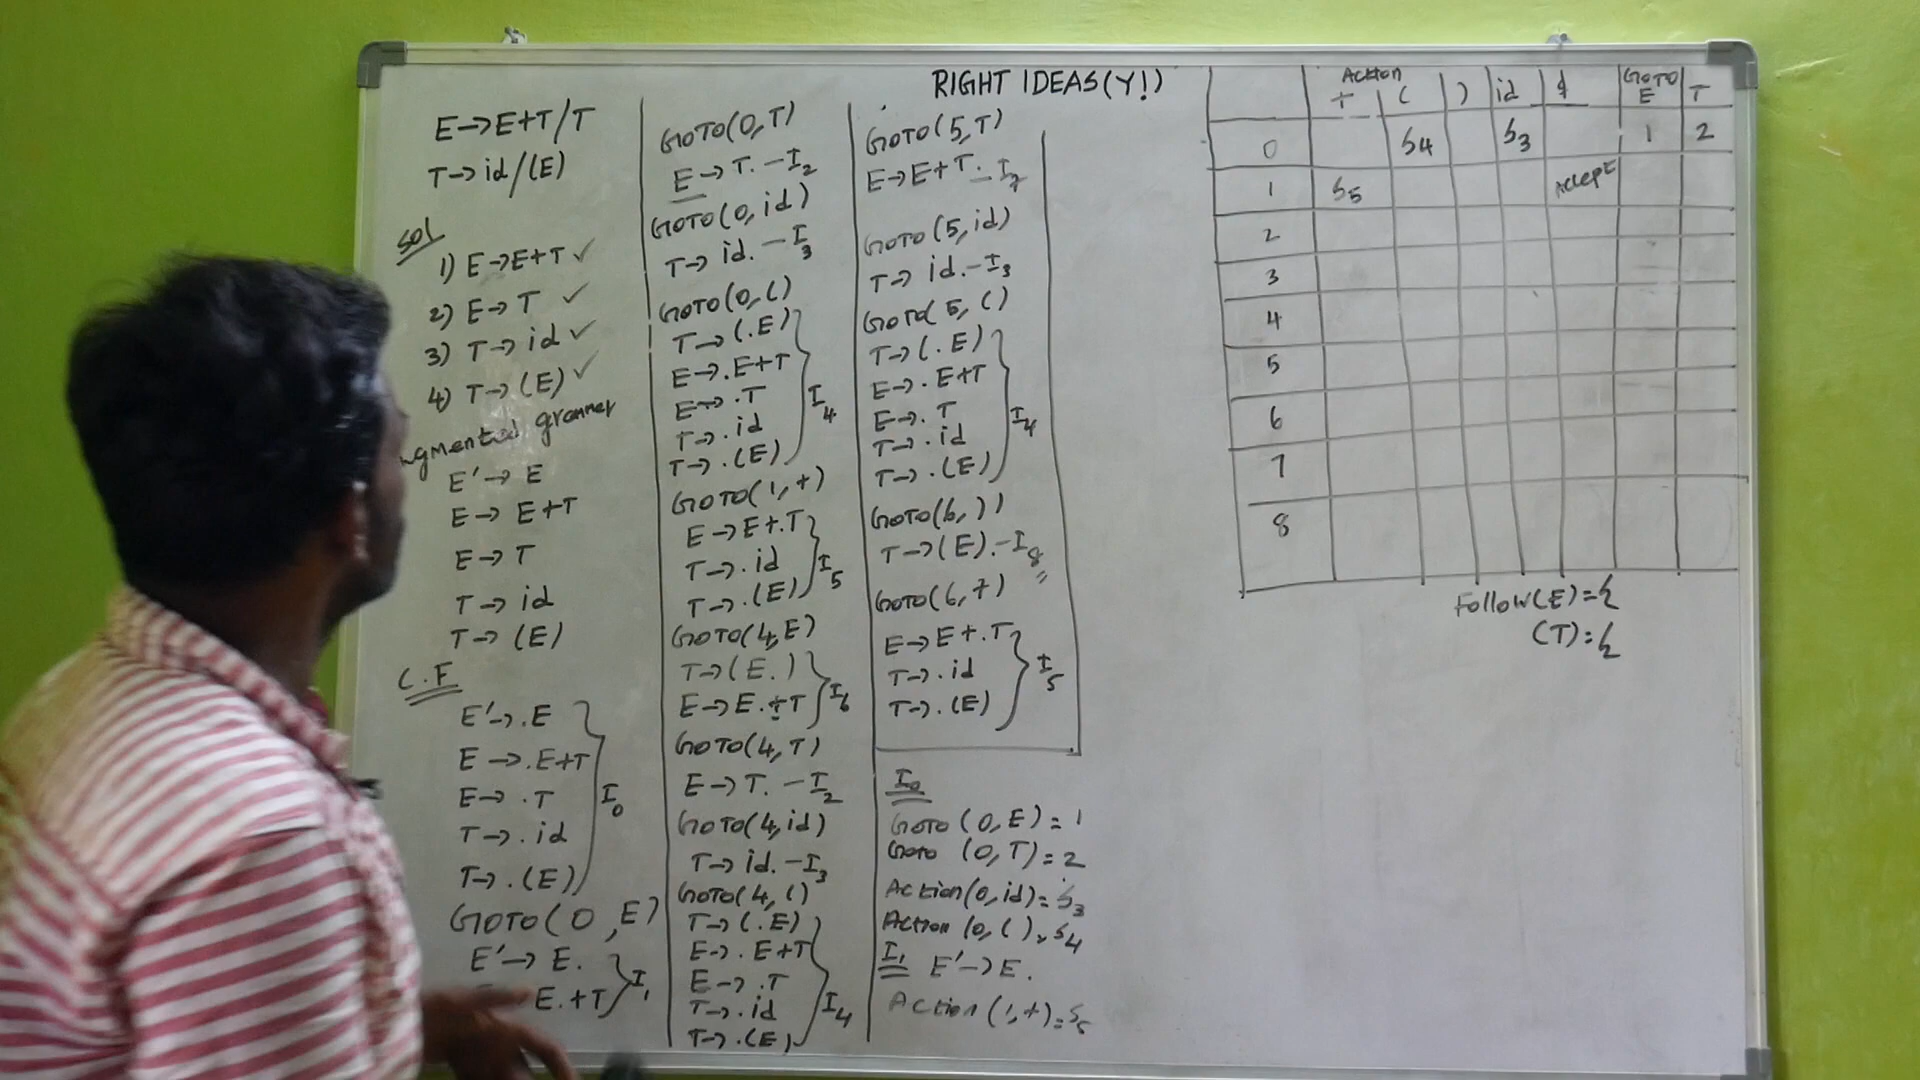 RIGHT IDEAS(Y!)
E→E+T/T
T→id/(E)
Sol
1) E→E+T ✓
2) E→T ✓
3) T→id ✓
4) T→(E) ✓
grammer
E'→E
E→E+T
E→T
T→id
T→(E)
C.F
E'→.E
E→.E+T
E→.T
T→.id
T→.(E)
I0
GOTO(0,E)
E'→E.
E.+T
I1
GOTO(0,T)
E→T. -I2
GOTO(0,id)
T→id. -I3
GOTO(0,()
T→(.E)
E→.E+T
E→.T
T→.id
T→.(E)
I4
GOTO(1,+)
E→E+.T
T→.id
T→.(E)
I5
GOTO(4,E)
T→(E.)
E→E.+T
I6
GOTO(4,T)
E→T. -I2
GOTO(4,id)
T→id. -I3
GOTO(4,()
T→(.E)
E→.E+T
E→.T
T→.id
T→.(E)
I4
GOTO(5,T)
E→E+T. -I7
GOTO(5,id)
T→id. -I3
GOTO(5,()
T→(.E)
E→.E+T
E→.T
T→.id
T→.(E)
I4
GOTO(6,))
T→(E). -I8
GOTO(6,+)
E→E+.T
T→.id
T→.(E)
I5
I0
GOTO (0,E)=1
Goto (0,T)=2
Action(0,id)=S3
Action (0,()=S4
I1 E'→E.
Action (1,+)=S5
Action GOTO
+ ( ) id $ E T
0 S4 S3 1 2
1 S5 Accept
2
3
4
5
6
7
8
Follow(E)={
(T)={